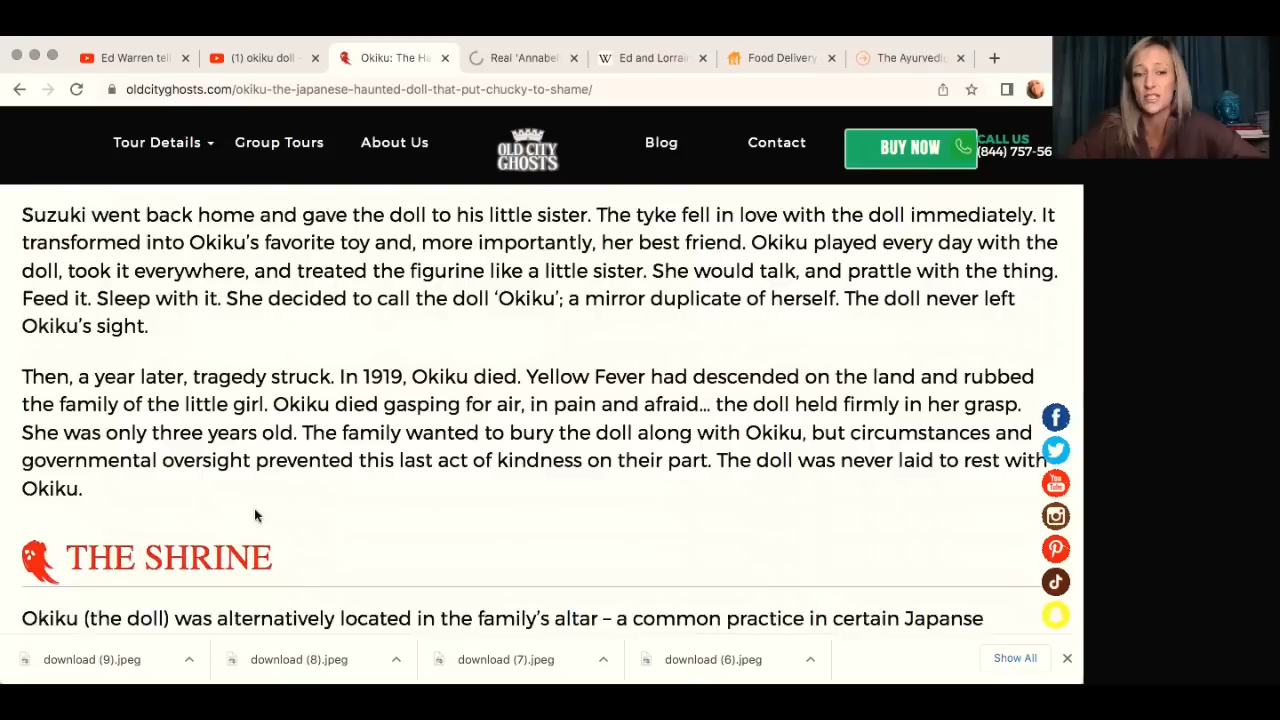 Ed Warren tell
(1) okiku doll -
Okiku: The Ha
Real 'Annabel
Ed and Lorrai
Food Delivery
The Ayurvedi
oldcityghosts.com/okiku-the-japanese-haunted-doll-that-put-chucky-to-shame/
Tour Details
Group Tours
About Us
OLD CITY
GHOSTS
Blog
Contact
BUY NOW
CALL US
(844) 757-56
Suzuki went back home and gave the doll to his little sister. The tyke fell in love with the doll immediately. It
transformed into Okiku’s favorite toy and, more importantly, her best friend. Okiku played every day with the
doll, took it everywhere, and treated the figurine like a little sister. She would talk, and prattle with the thing.
Feed it. Sleep with it. She decided to call the doll ‘Okiku’; a mirror duplicate of herself. The doll never left
Okiku’s sight.
Then, a year later, tragedy struck. In 1919, Okiku died. Yellow Fever had descended on the land and rubbed
the family of the little girl. Okiku died gasping for air, in pain and afraid… the doll held firmly in her grasp.
She was only three years old. The family wanted to bury the doll along with Okiku, but circumstances and
governmental oversight prevented this last act of kindness on their part. The doll was never laid to rest with
Okiku.
THE SHRINE
Okiku (the doll) was alternatively located in the family’s altar – a common practice in certain Japanse
You
Tube
download (9).jpeg
download (8).jpeg
download (7).jpeg
download (6).jpeg
Show All